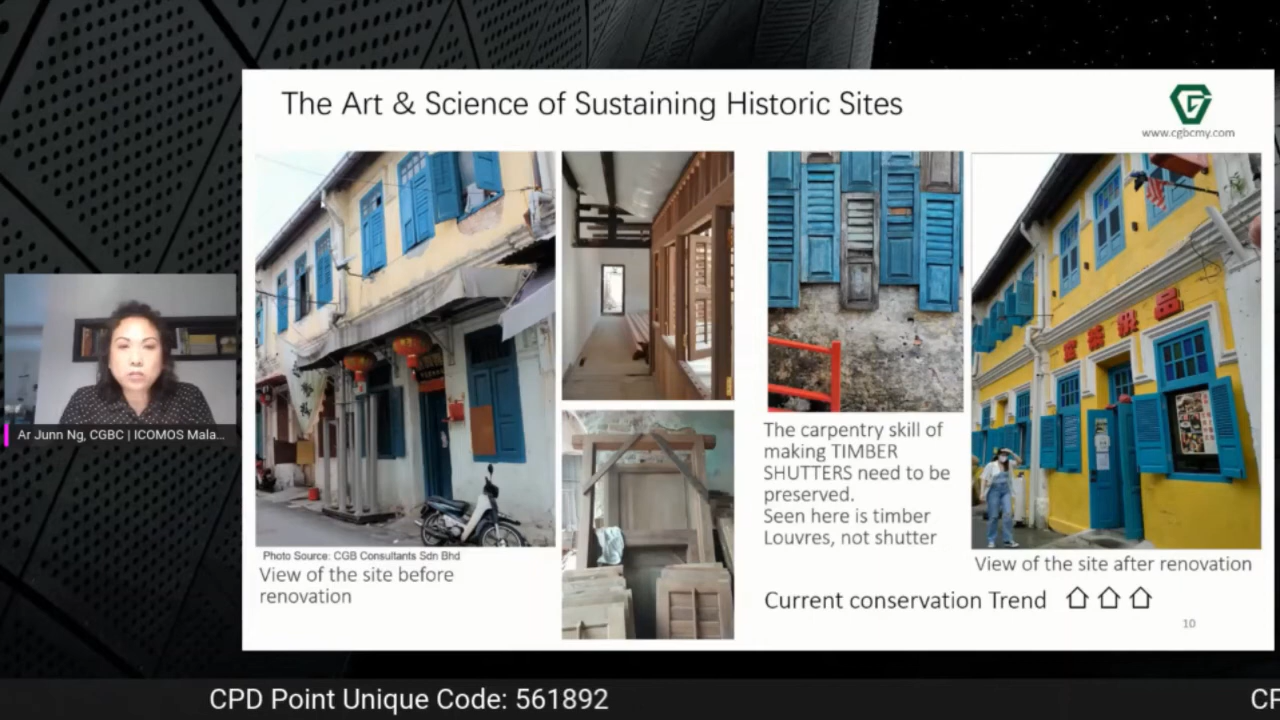 The Art & Science of Sustaining Historic Sites
www.cgbcmy.com
Photo Source: CGB Consultants Sdn Bhd
View of the site before
renovation
The carpentry skill of
making TIMBER
SHUTTERS need to be
preserved.
Seen here is timber
Louvres, not shutter
View of the site after renovation
Current conservation Trend
10
Ar Junn Ng, CGBC | ICOMOS Mala...
CPD Point Unique Code: 561892
CP